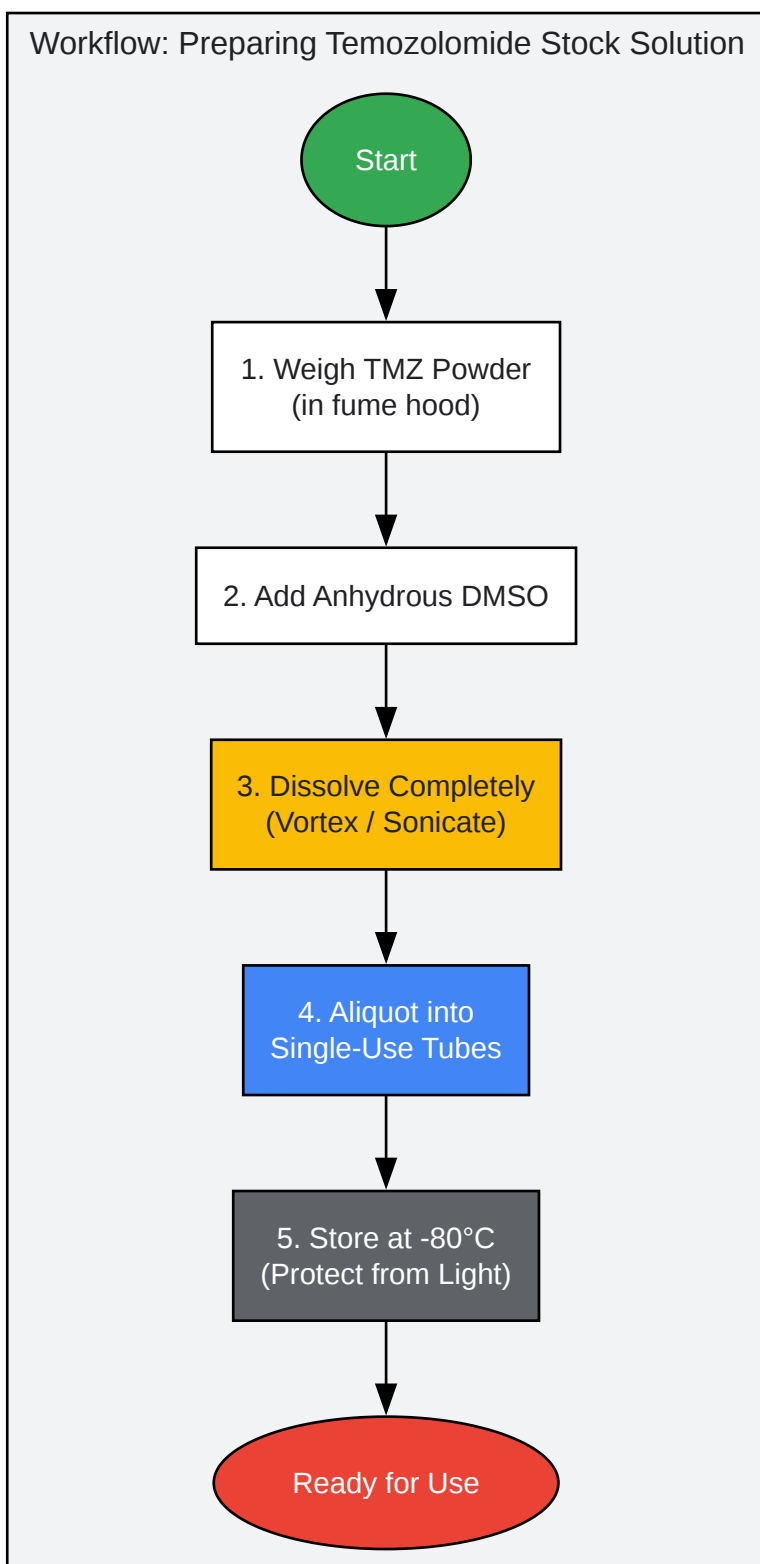 Workflow: Preparing Temozolomide Stock Solution
Start
1. Weigh TMZ Powder
(in fume hood)
2. Add Anhydrous DMSO
3. Dissolve Completely
(Vortex / Sonicate)
4. Aliquot into
Single-Use Tubes
5. Store at -80°C
(Protect from Light)
Ready for Use